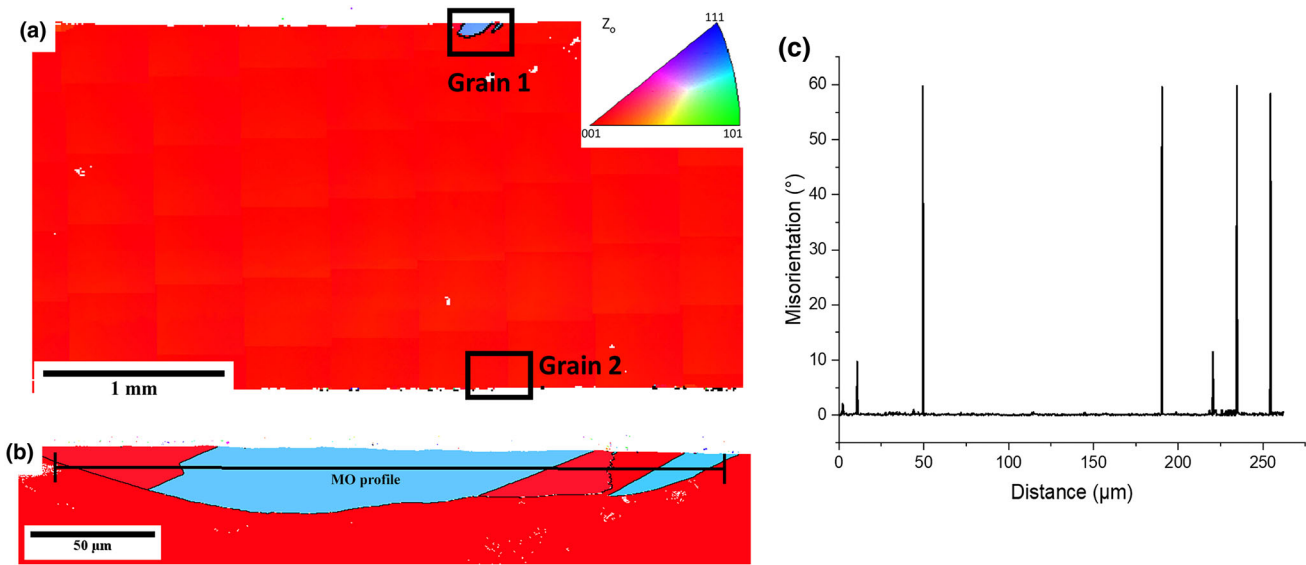 (a)
Z₀
111
001
101
Grain 1
Grain 2
1 mm
(b)
MO profile
50 µm
(c)
Misorientation (°)
60
50
40
30
20
10
0
0 50 100 150 200 250
Distance (µm)